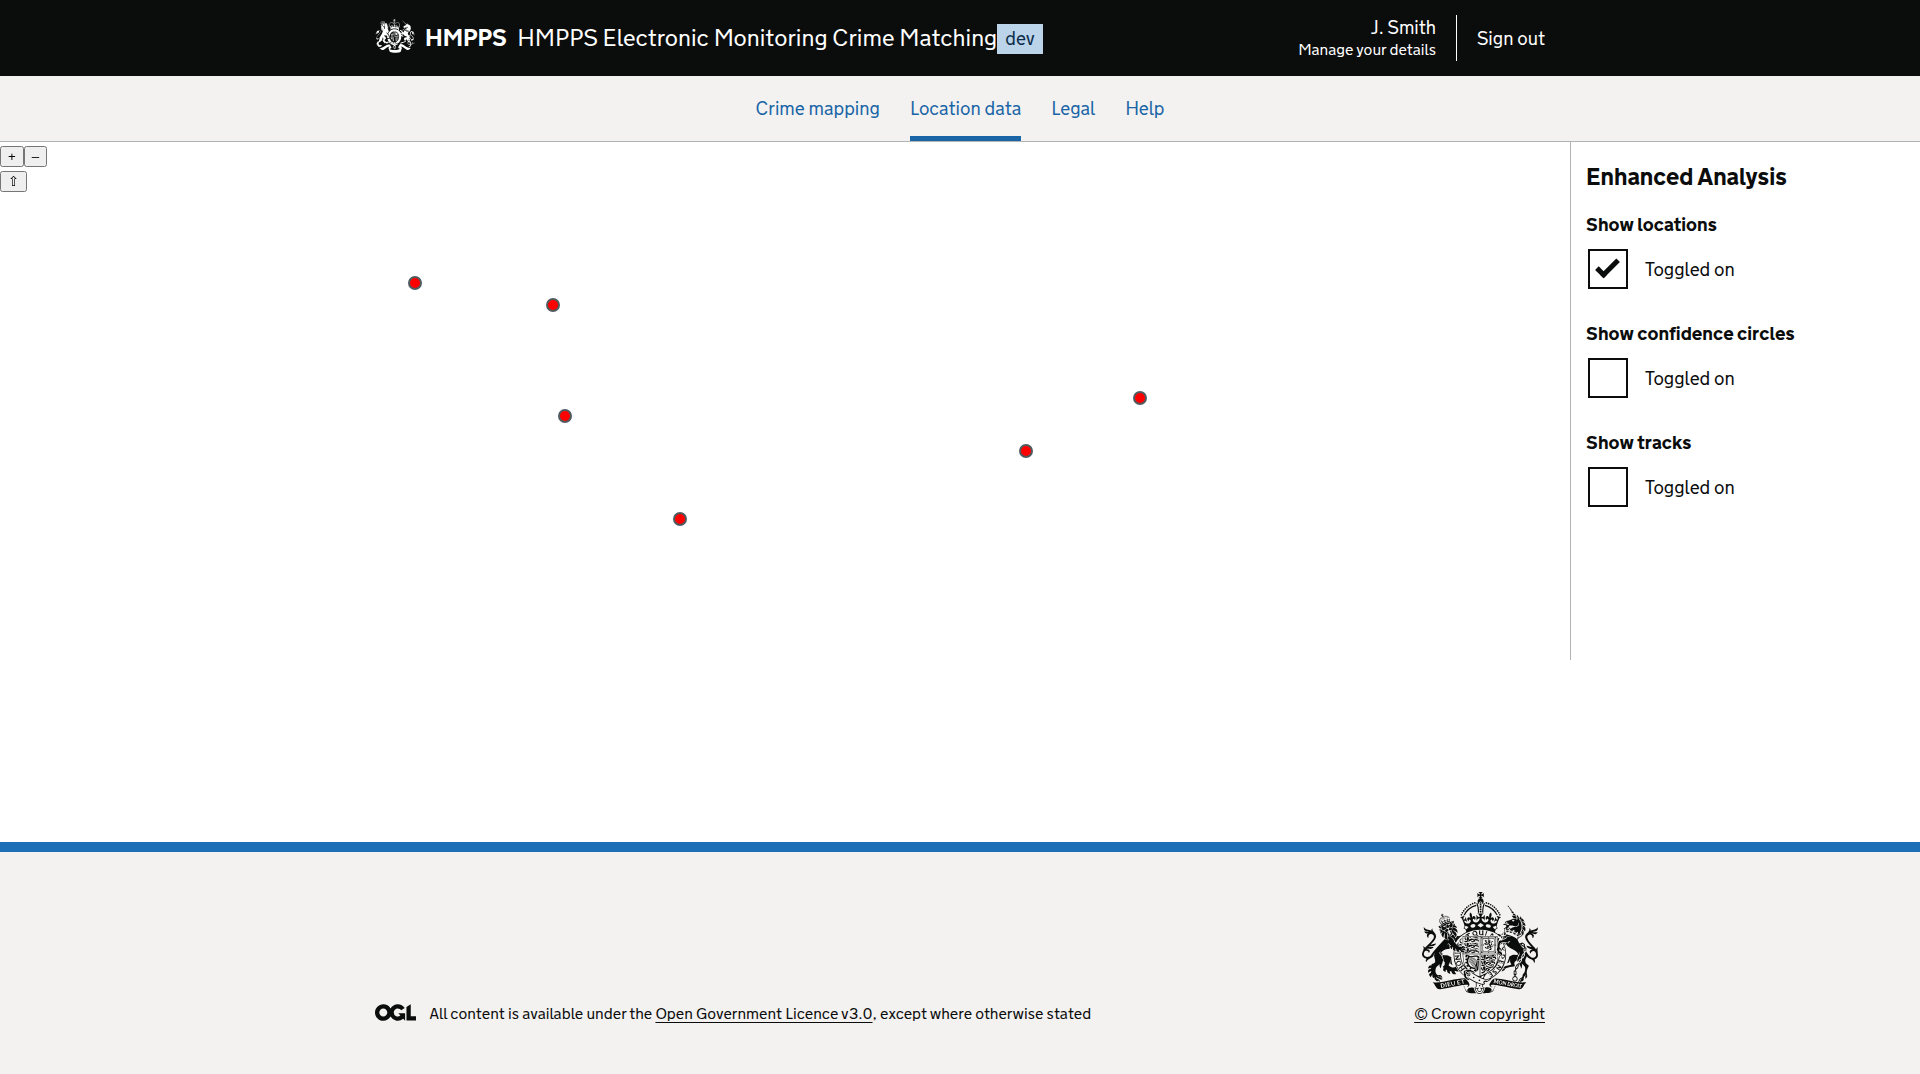 HMPPS HMPPS Electronic Monitoring Crime Matching dev
J. Smith
Manage your details
Sign out
Crime mapping Location data Legal Help
+ –
⇧
Enhanced Analysis
Show locations
Toggled on
Show confidence circles
Toggled on
Show tracks
Toggled on
OGL All content is available under the Open Government Licence v3.0, except where otherwise stated
© Crown copyright